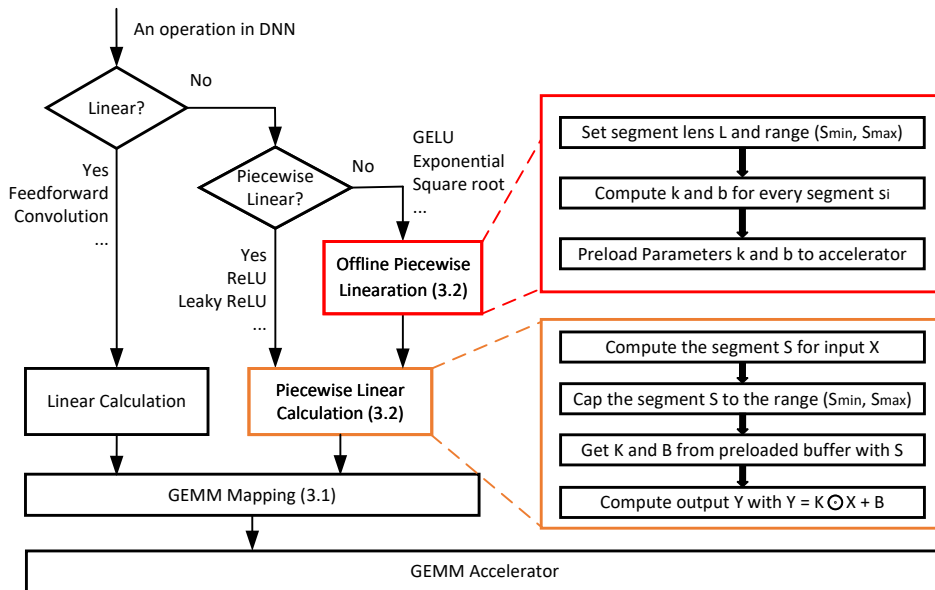 An operation in DNN
Linear?
No
Yes
Feedforward
Convolution
...
Piecewise
Linear?
No
GELU
Exponential
Square root
...
Yes
ReLU
Leaky ReLU
...
Offline Piecewise
Linearation (3.2)
Linear Calculation
Piecewise Linear
Calculation (3.2)
GEMM Mapping (3.1)
GEMM Accelerator
Set segment lens L and range (Smin, Smax)
Compute k and b for every segment si
Preload Parameters k and b to accelerator
Compute the segment S for input X
Cap the segment S to the range (Smin, Smax)
Get K and B from preloaded buffer with S
Compute output Y with Y = K ⊙ X + B